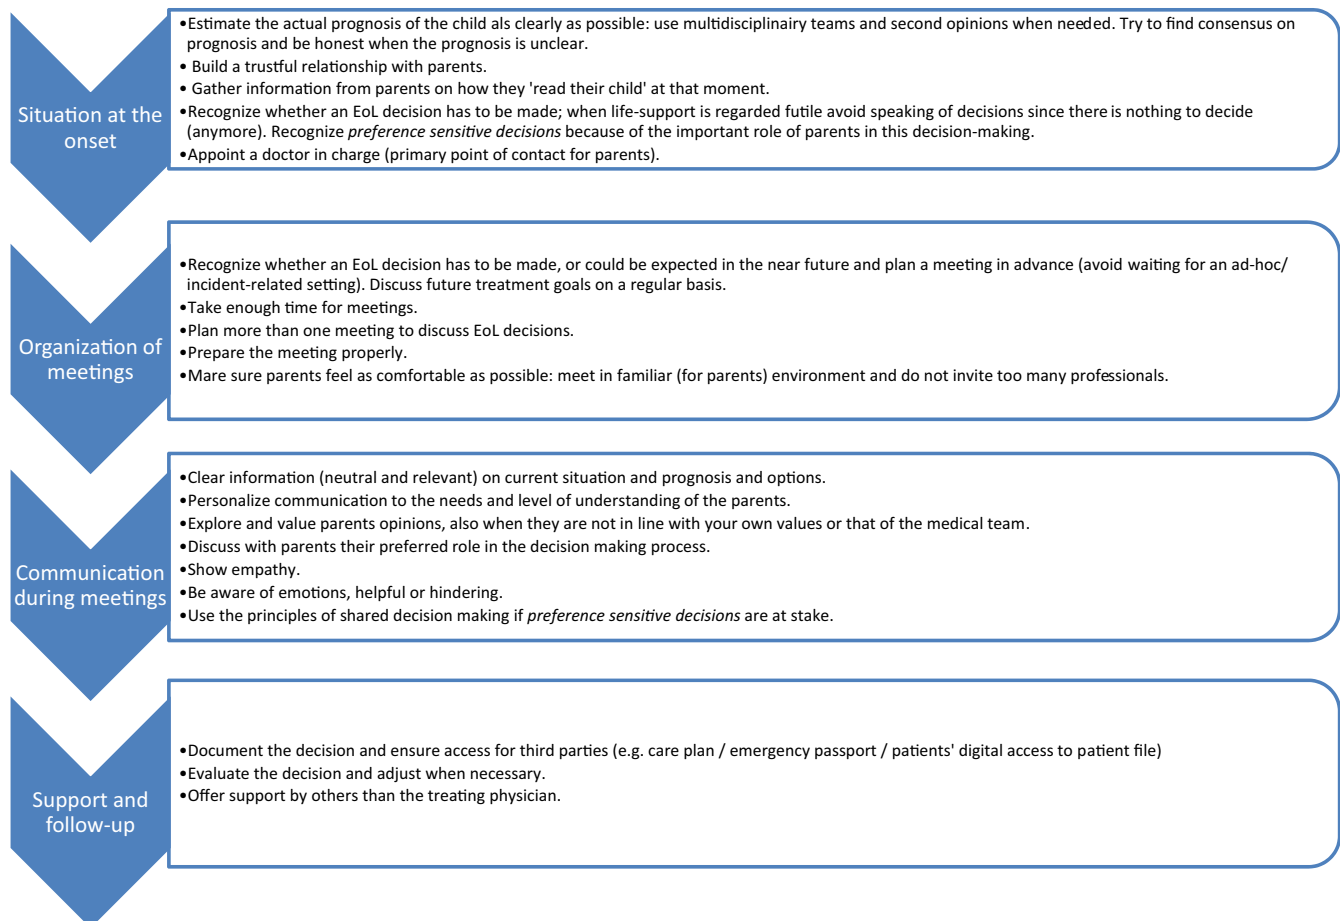 Situation at the
onset
•Estimate the actual prognosis of the child als clearly as possible: use multidisciplinairy teams and second opinions when needed. Try to find consensus on
prognosis and be honest when the prognosis is unclear.
• Build a trustful relationship with parents.
•Gather information from parents on how they 'read their child' at that moment.
•Recognize whether an EoL decision has to be made; when life-support is regarded futile avoid speaking of decisions since there is nothing to decide
(anymore). Recognize preference sensitive decisions because of the important role of parents in this decision-making.
•Appoint a doctor in charge (primary point of contact for parents).
Organization of
meetings
•Recognize whether an EoL decision has to be made, or could be expected in the near future and plan a meeting in advance (avoid waiting for an ad-hoc/
incident-related setting). Discuss future treatment goals on a regular basis.
•Take enough time for meetings.
•Plan more than one meeting to discuss EoL decisions.
•Prepare the meeting properly.
•Mare sure parents feel as comfortable as possible: meet in familiar (for parents) environment and do not invite too many professionals.
Communication
during meetings
•Clear information (neutral and relevant) on current situation and prognosis and options.
•Personalize communication to the needs and level of understanding of the parents.
•Explore and value parents opinions, also when they are not in line with your own values or that of the medical team.
•Discuss with parents their preferred role in the decision making process.
•Show empathy.
•Be aware of emotions, helpful or hindering.
•Use the principles of shared decision making if preference sensitive decisions are at stake.
Support and
follow-up
•Document the decision and ensure access for third parties (e.g. care plan / emergency passport / patients' digital access to patient file)
•Evaluate the decision and adjust when necessary.
•Offer support by others than the treating physician.